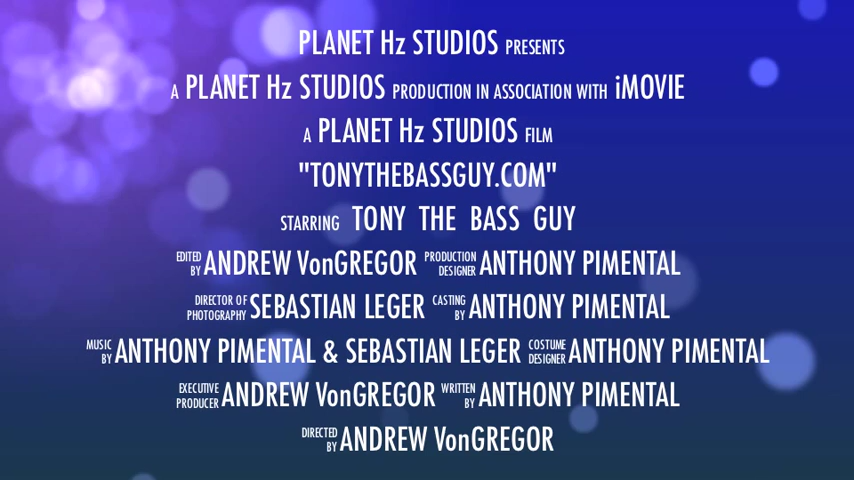 PLANET Hz STUDIOS PRESENTS
A PLANET Hz STUDIOS PRODUCTION IN ASSOCIATION WITH iMOVIE
A PLANET Hz STUDIOS FILM
"TONYTHEBASSGUY.COM"
STARRING TONY THE BASS GUY
EDITED BY ANDREW VonGREGOR PRODUCTION DESIGNER ANTHONY PIMENTAL
DIRECTOR OF PHOTOGRAPHY SEBASTIAN LEGER CASTING BY ANTHONY PIMENTAL
MUSIC BY ANTHONY PIMENTAL & SEBASTIAN LEGER COSTUME DESIGNER ANTHONY PIMENTAL
EXECUTIVE PRODUCER ANDREW VonGREGOR WRITTEN BY ANTHONY PIMENTAL
DIRECTED BY ANDREW VonGREGOR